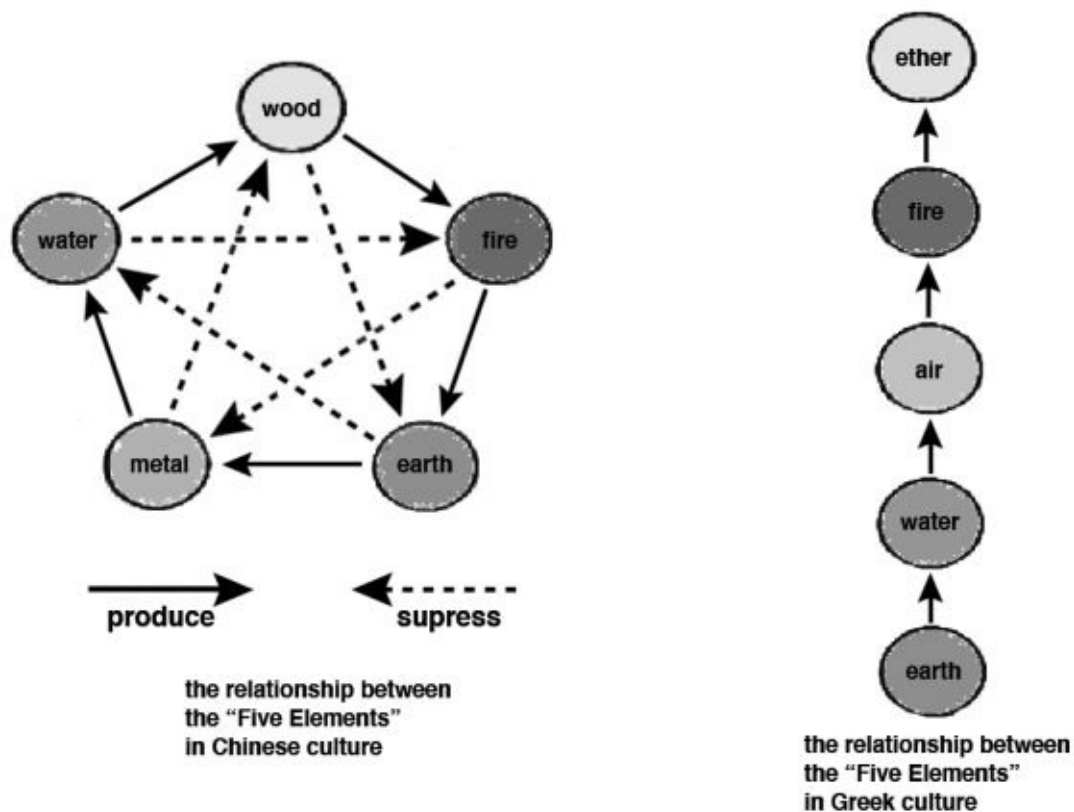 wood
water
fire
metal
earth
produce
supress
the relationship between
the “Five Elements”
in Chinese culture
ether
fire
air
water
earth
the relationship between
the “Five Elements”
in Greek culture